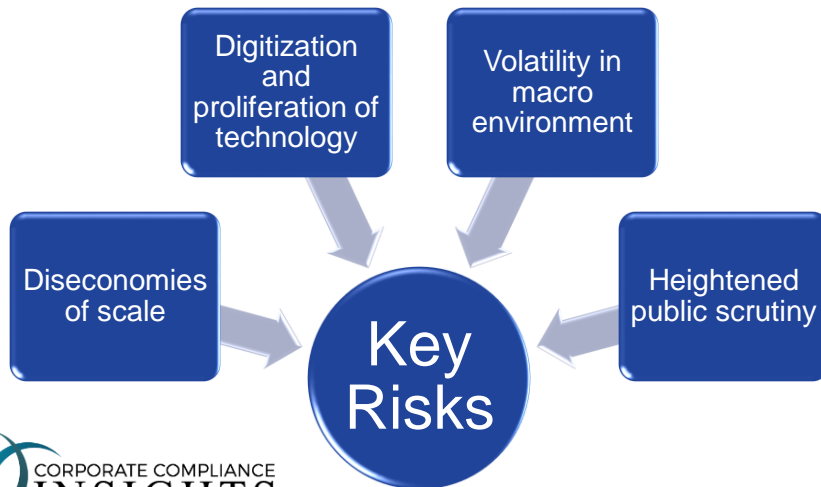 Digitization
and
proliferation of
technology
Volatility in
macro
environment
Diseconomies
of scale
Heightened
public scrutiny
Key
Risks
CORPORATE COMPLIANCE
INSIGHTS